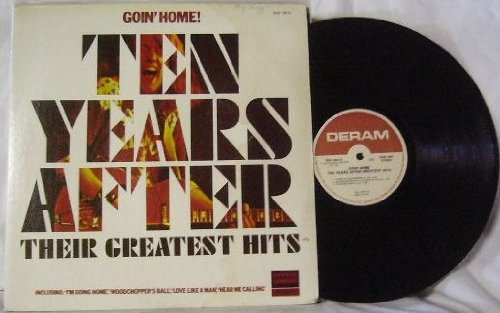 GOIN' HOME!
TEN
YEARS
AFTER
THEIR GREATEST HITS
INCLUDING: 'I'M GOING HOME', 'WOODCHOPPER'S BALL', 'LOVE LIKE A MAN', 'HEAR ME CALLING'
DERAM
GOIN' HOME
TEN YEARS AFTER GREATEST HITS